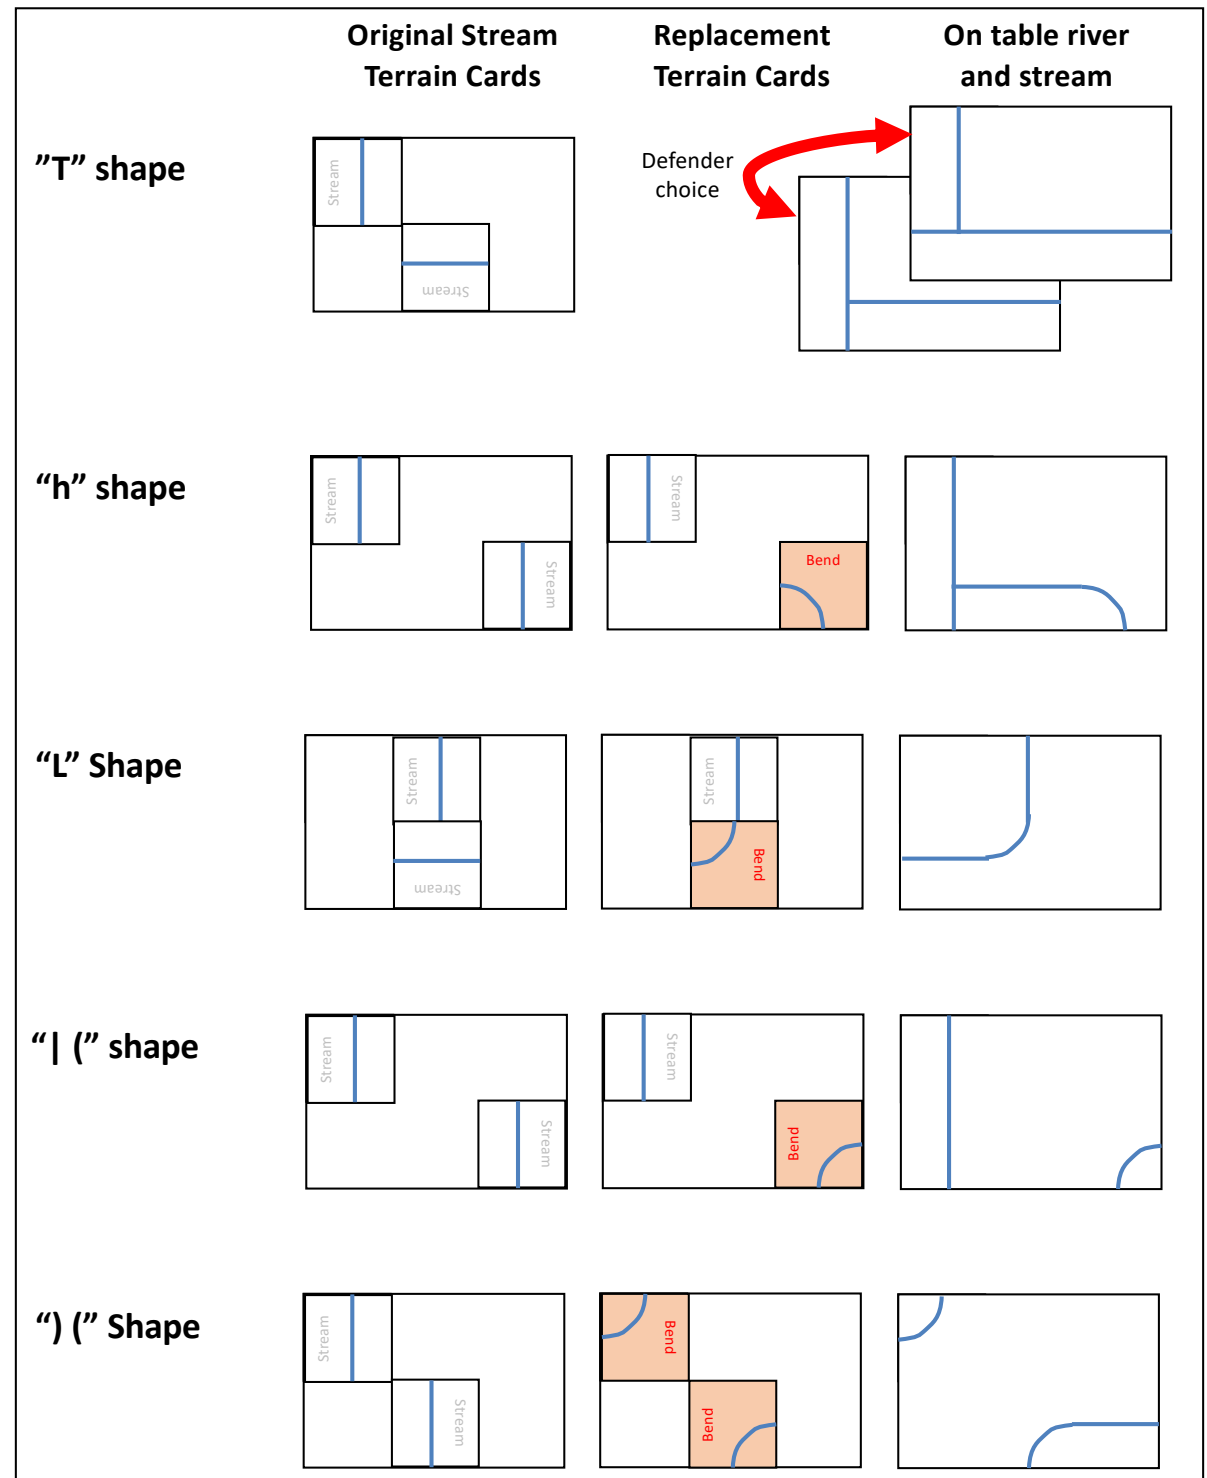 Original Stream
Terrain Cards
Replacement
Terrain Cards
On table river
and stream
”T” shape
Stream
Stream
Defender
choice
“h” shape
Stream
Stream
Stream
Bend
“L” Shape
Stream
Stream
Stream
Bend
“| (” shape
Stream
Stream
Stream
Bend
“) (” Shape
Stream
Stream
Bend
Bend